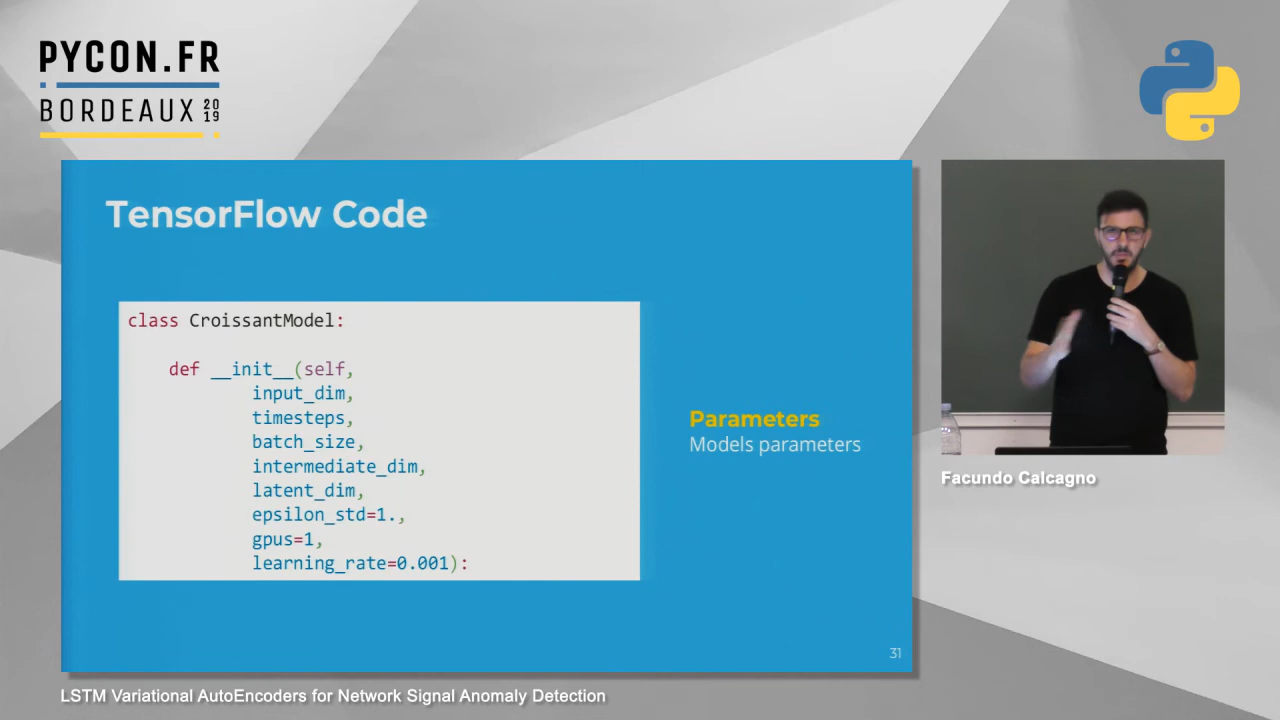 PYCON.FR
BORDEAUX 2019
TensorFlow Code
class CroissantModel:
def __init__(self,
input_dim,
timesteps,
batch_size,
intermediate_dim,
latent_dim,
epsilon_std=1.,
gpus=1,
learning_rate=0.001):
Parameters
Models parameters
31
Facundo Calcagno
LSTM Variational AutoEncoders for Network Signal Anomaly Detection